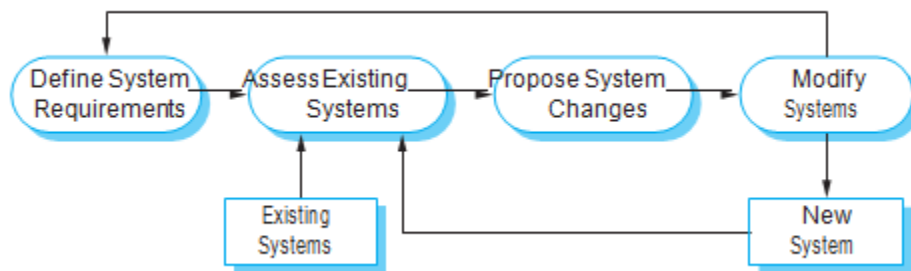 Define System
Requirements
Assess Existing
Systems
Propose System
Changes
Modify
Systems
Existing
Systems
New
System